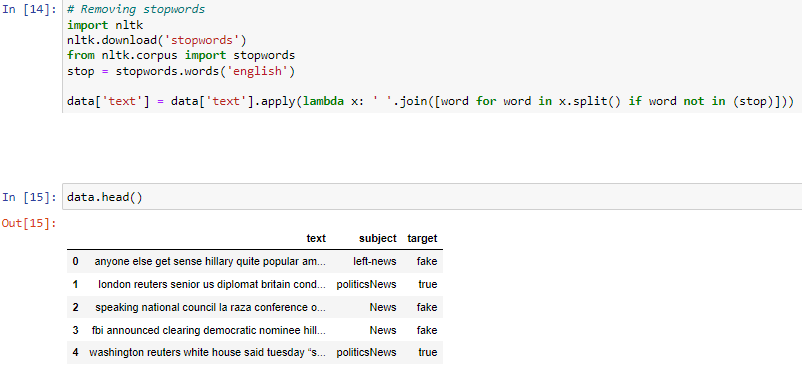 In [14]: # Removing stopwords
import nltk
nltk.download('stopwords')
from nltk.corpus import stopwords
stop = stopwords.words('english')
data['text'] = data['text'].apply(lambda x: ' '.join([word for word in x.split() if word not in (stop)]))
In [15]: data.head()
Out[15]:
text subject target
0 anyone else get sense hillary quite popular am... left-news fake
1 london reuters senior us diplomat britain cond... politicsNews true
2 speaking national council la raza conference o... News fake
3 fbi announced clearing democratic nominee hill... News fake
4 washington reuters white house said tuesday “s... politicsNews true